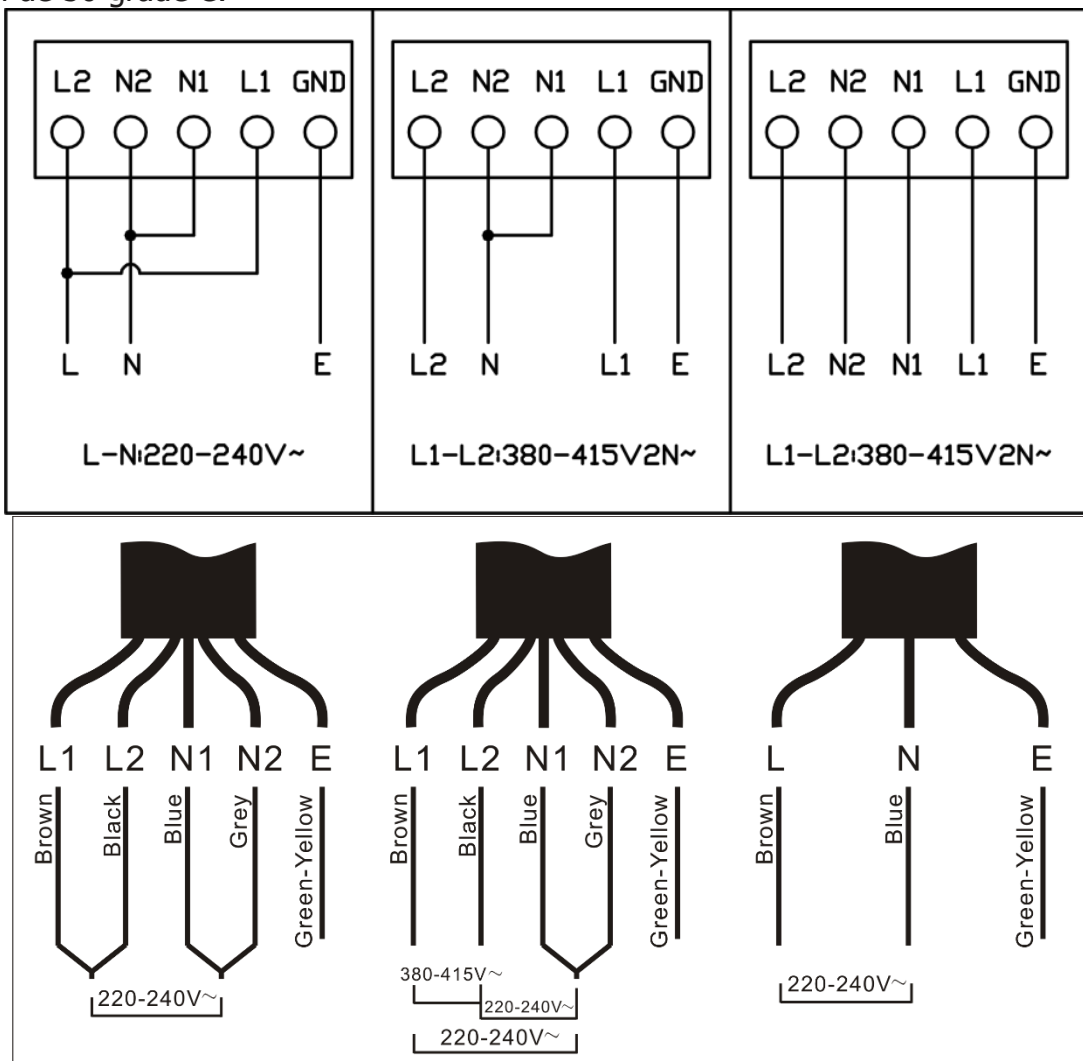 L2 N2 N1 L1 GND
L N E
L-N:220-240V~
L2 N2 N1 L1 GND
L2 N L1 E
L1-L2:380-415V2N~
L2 N2 N1 L1 GND
L2 N2 N1 L1 E
L1-L2:380-415V2N~
L1 L2 N1 N2 E
Brown
Black
Blue
Grey
Green-Yellow
220-240V~
L1 L2 N1 N2 E
Brown
Black
Blue
Grey
Green-Yellow
380-415V~
220-240V~
220-240V~
L N E
Brown
Blue
Green-Yellow
220-240V~